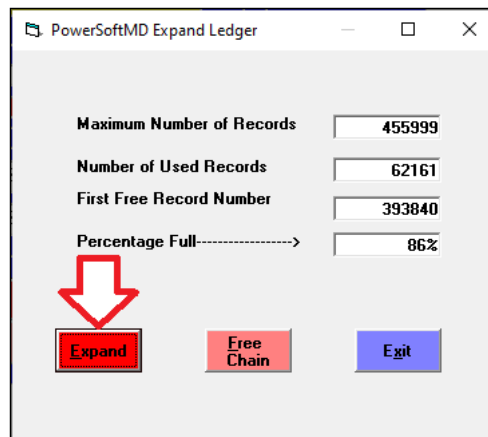 PowerSoftMD Expand Ledger
Maximum Number of Records 455999
Number of Used Records 62161
First Free Record Number 393840
Percentage Full------------------> 86%
Expand
Free
Chain
Exit